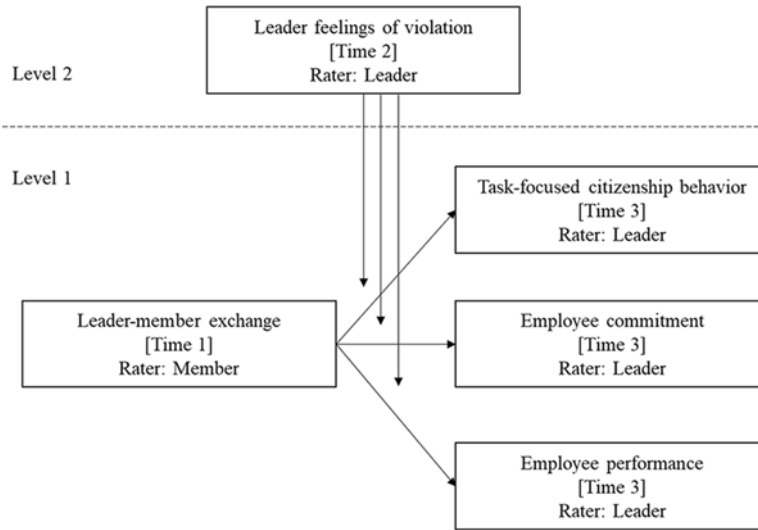 Leader feelings of violation
[Time 2]
Rater: Leader
Level 2
Level 1
Task-focused citizenship behavior
[Time 3]
Rater: Leader
Leader-member exchange
[Time 1]
Rater: Member
Employee commitment
[Time 3]
Rater: Leader
Employee performance
[Time 3]
Rater: Leader